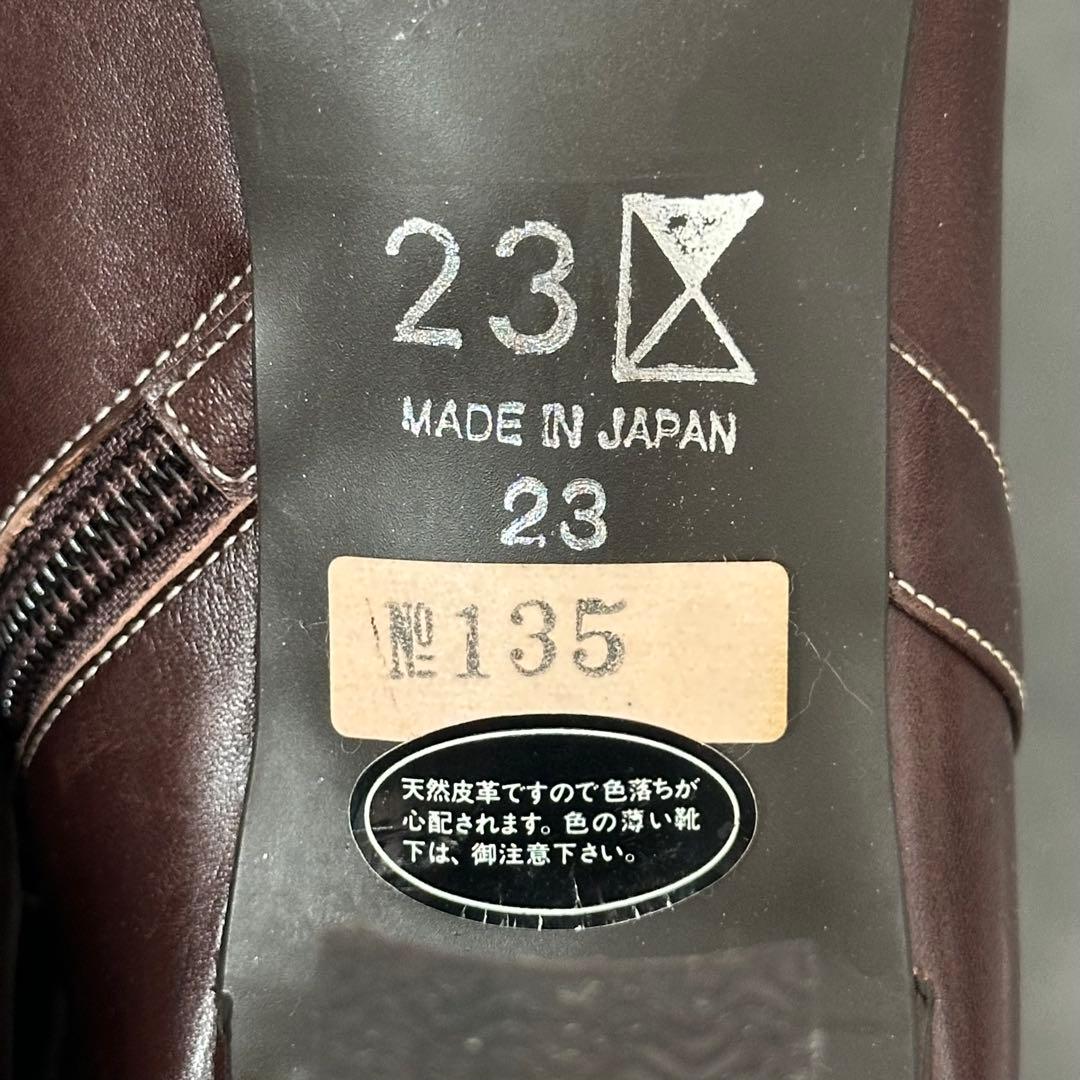 23
MADE IN JAPAN
23
№135
天然皮革ですので色落ちが
心配されます。色の薄い靴
下は、御注意下さい。